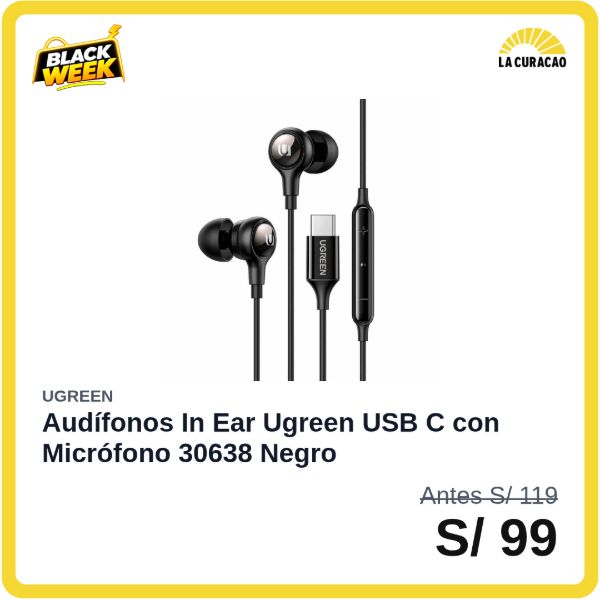 BLACK
WEEK
LA CURACAO
U
U
UGREEN
UGREEN
Audífonos In Ear Ugreen USB C con
Micrófono 30638 Negro
Antes S/ 119
S/ 99